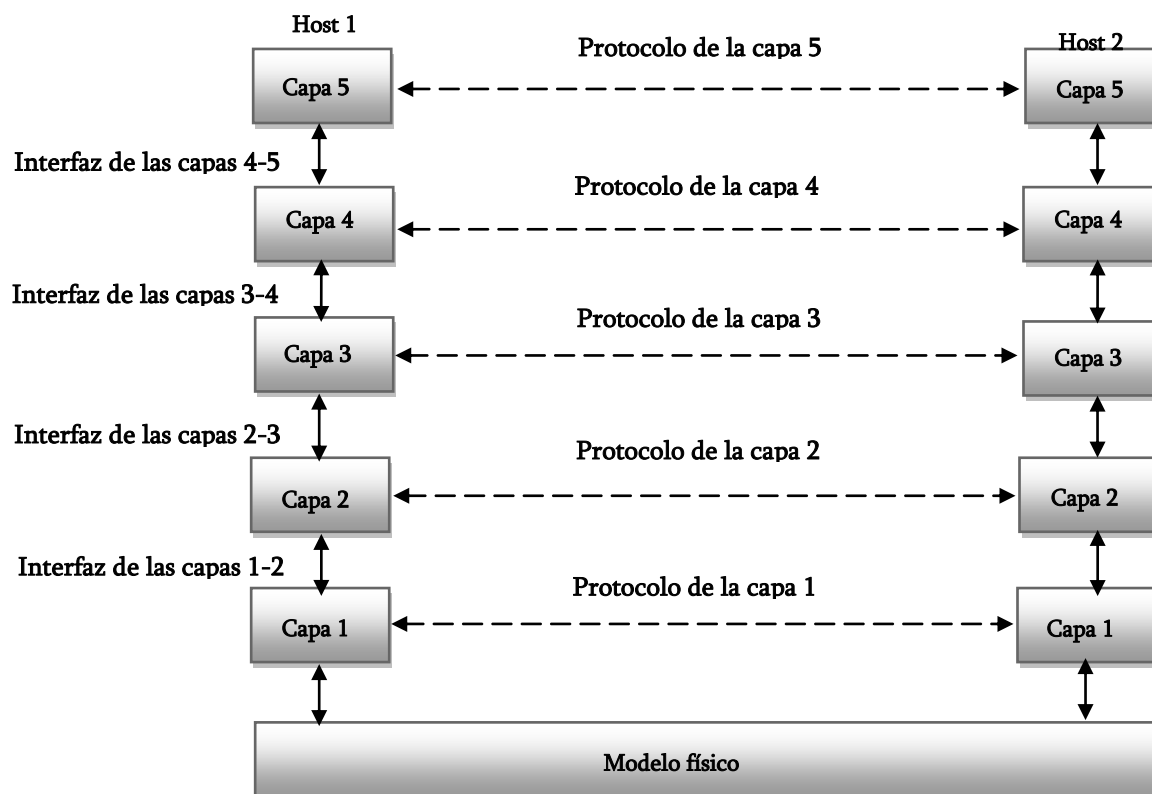 Host 1
Protocolo de la capa 5
Host 2
Capa 5
Capa 5
Interfaz de las capas 4-5
Protocolo de la capa 4
Capa 4
Capa 4
Interfaz de las capas 3-4
Protocolo de la capa 3
Capa 3
Capa 3
Interfaz de las capas 2-3
Protocolo de la capa 2
Capa 2
Capa 2
Interfaz de las capas 1-2
Protocolo de la capa 1
Capa 1
Capa 1
Modelo físico